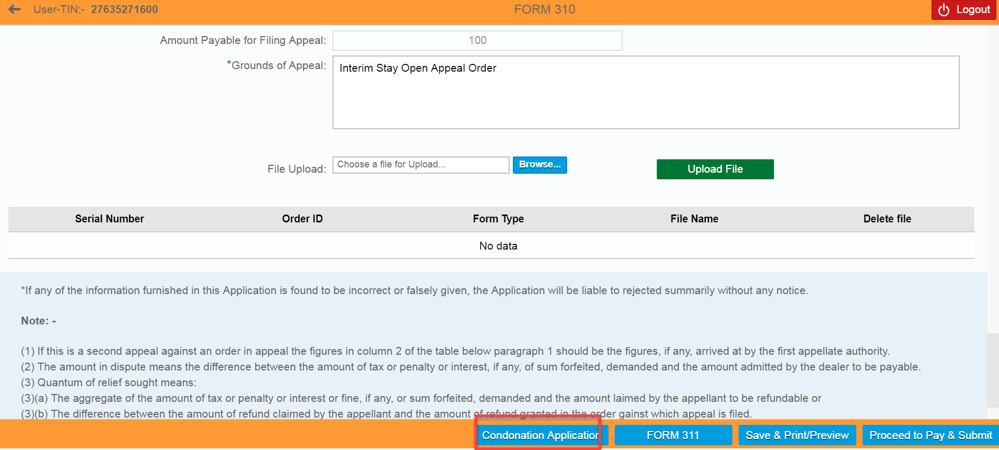 User-TIN:- 27635271600 FORM 310 Logout
Amount Payable for Filing Appeal: 100
*Grounds of Appeal: Interim Stay Open Appeal Order
File Upload: Choose a file for Upload... Browse... Upload File
Serial Number Order ID Form Type File Name Delete file
No data
*If any of the information furnished in this Application is found to be incorrect or falsely given, the Application will be liable to rejected summarily without any notice.
Note: -
(1) If this is a second appeal against an order in appeal the figures in column 2 of the table below paragraph 1 should be the figures, if any, arrived at by the first appellate authority.
(2) The amount in dispute means the difference between the amount of tax or penalty or interest, if any, of sum forfeited, demanded and the amount admitted by the dealer to be payable.
(3) Quantum of relief sought means:
(3)(a) The aggregate of the amount of tax or penalty or interest or fine, if any, or sum forfeited, demanded and the amount laimed by the appellant to be refundable or
(3)(b) The difference between the amount of refund claimed by the appellant and the amount of refund granted in the order gainst which appeal is filed.
Condonation Application FORM 311 Save & Print/Preview Proceed to Pay & Submit